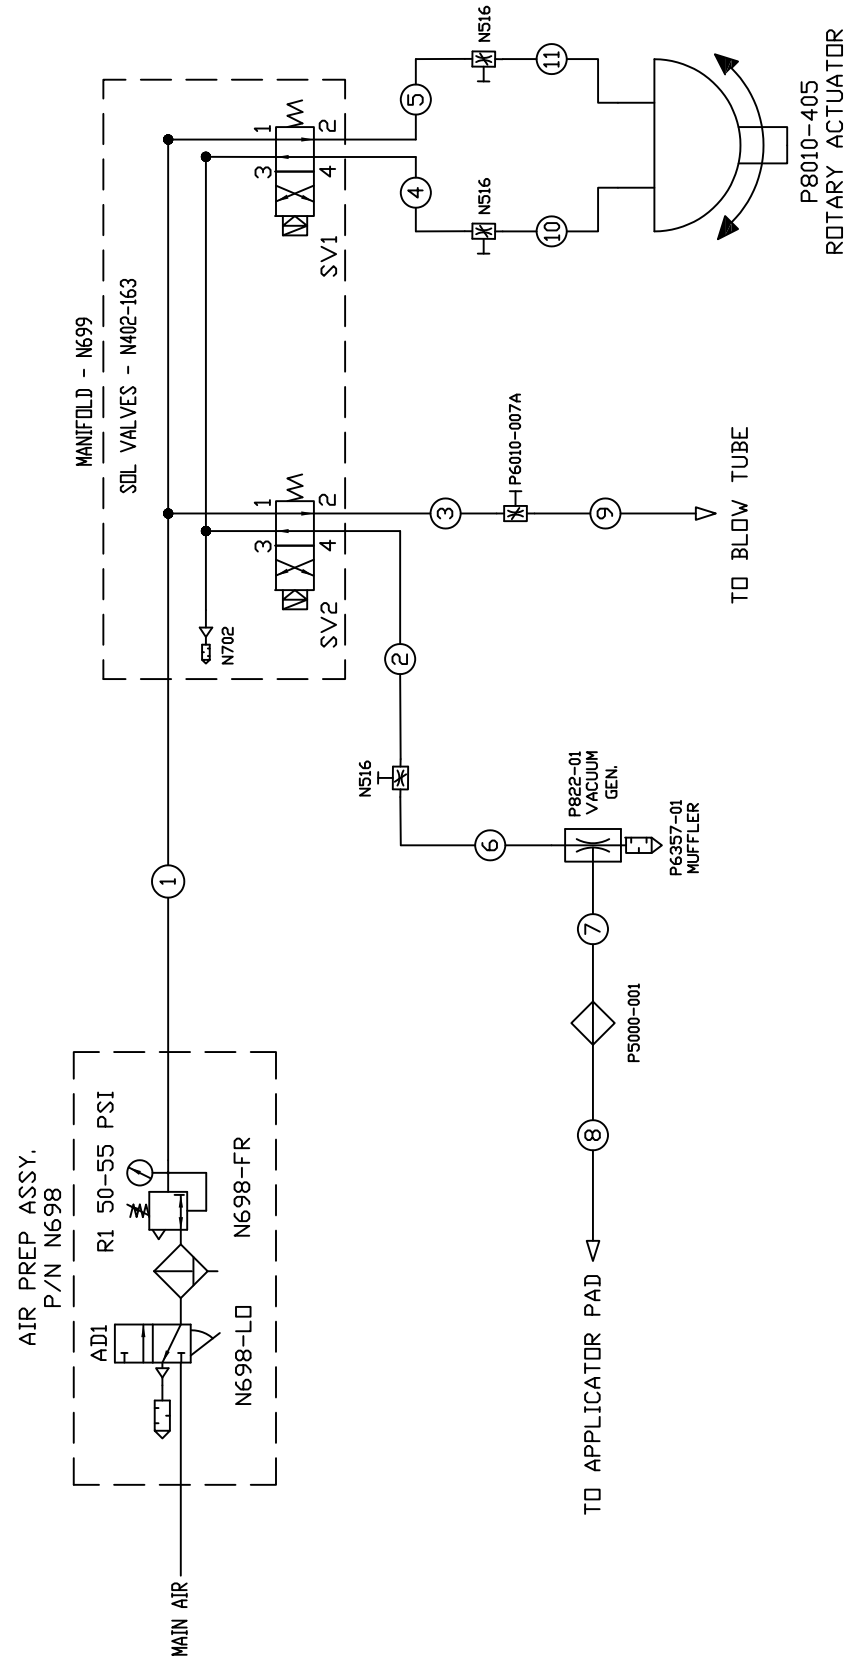 MAIN AIR
AIR PREP ASSY.
P/N N698
AD1
N698-LO
R1 50-55 PSI
N698-FR
1
MANIFOLD - N699
SOL VALVES - N402-163
N702
SV2
3
1
4
2
SV1
3
1
4
2
2
N516
6
P822-01
VACUUM
GEN.
P6357-01
MUFFLER
7
P5000-001
8
TO APPLICATOR PAD
3
P6010-007A
9
TO BLOW TUBE
4
N516
10
5
N516
11
P8010-405
ROTARY ACTUATOR